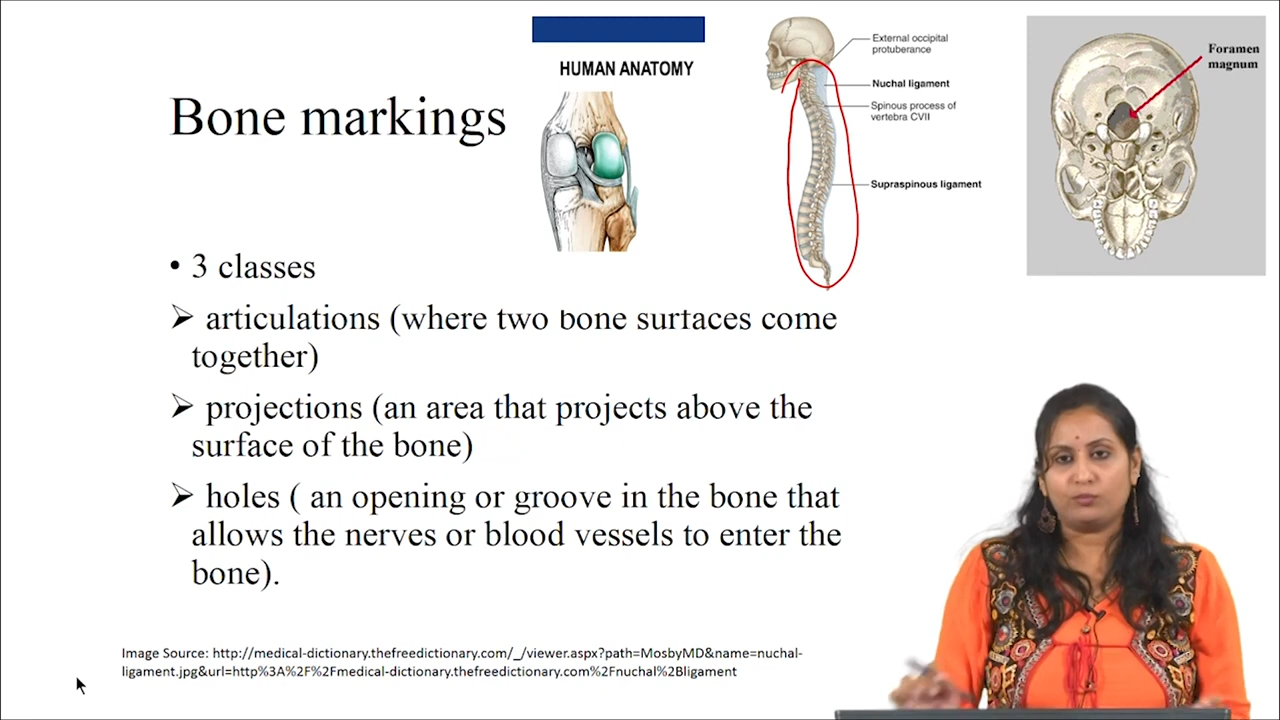 HUMAN ANATOMY
Bone markings
External occipital
protuberance
Nuchal ligament
Spinous process of
vertebra CVII
Supraspinous ligament
Foramen
magnum
• 3 classes
➢ articulations (where two bone surfaces come
together)
➢ projections (an area that projects above the
surface of the bone)
➢ holes ( an opening or groove in the bone that
allows the nerves or blood vessels to enter the
bone).
Image Source: http://medical-dictionary.thefreedictionary.com/_/viewer.aspx?path=MosbyMD&name=nuchal-
ligament.jpg&url=http%3A%2F%2Fmedical-dictionary.thefreedictionary.com%2Fnuchal%2Bligament